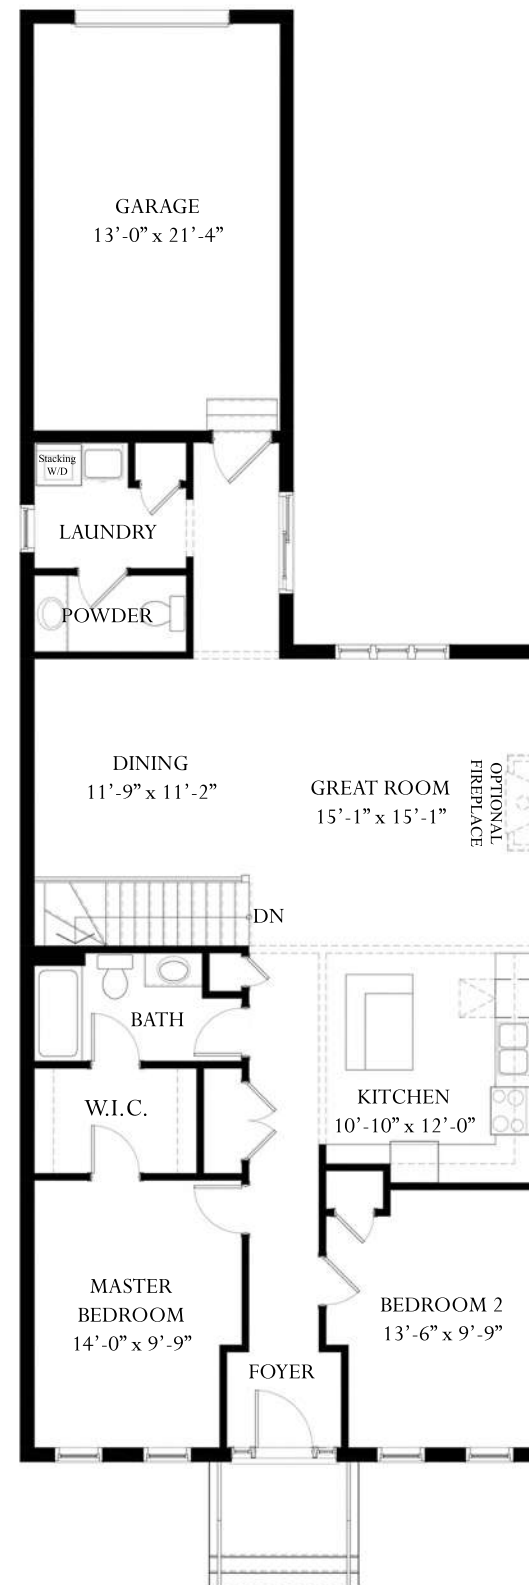 GARAGE
13'-0" x 21'-4"
Stacking
W/D
LAUNDRY
POWDER
DINING
11'-9" x 11'-2"
GREAT ROOM
15'-1" x 15'-1"
OPTIONAL
FIREPLACE
DN
BATH
W.I.C.
KITCHEN
10'-10" x 12'-0"
MASTER
BEDROOM
14'-0" x 9'-9"
BEDROOM 2
13'-6" x 9'-9"
FOYER